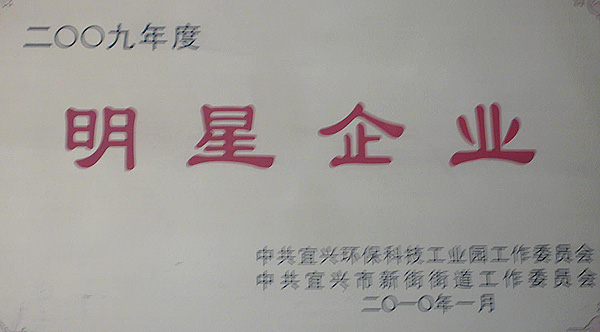 二〇〇九年度
明星企业
中共宜兴环保科技工业园工作委员会
中共宜兴市新街街道工作委员会
二〇一〇年一月